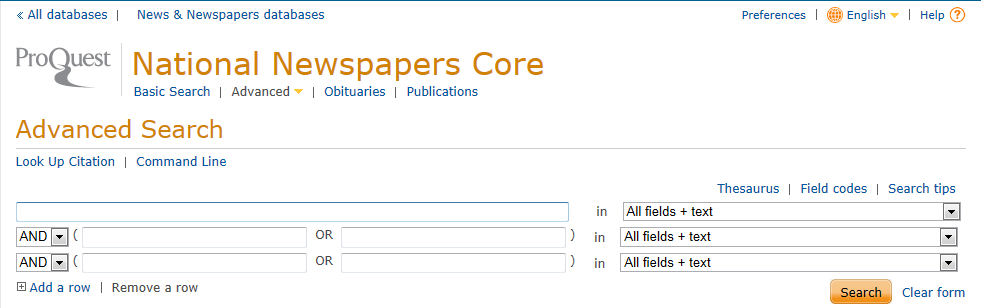 « All databases | News & Newspapers databases Preferences | English | Help ?
ProQuest National Newspapers Core
Basic Search | Advanced | Obituaries | Publications
Advanced Search
Look Up Citation | Command Line
Thesaurus | Field codes | Search tips
in All fields + text
AND ( OR ) in All fields + text
AND ( OR ) in All fields + text
Add a row | Remove a row Search Clear form